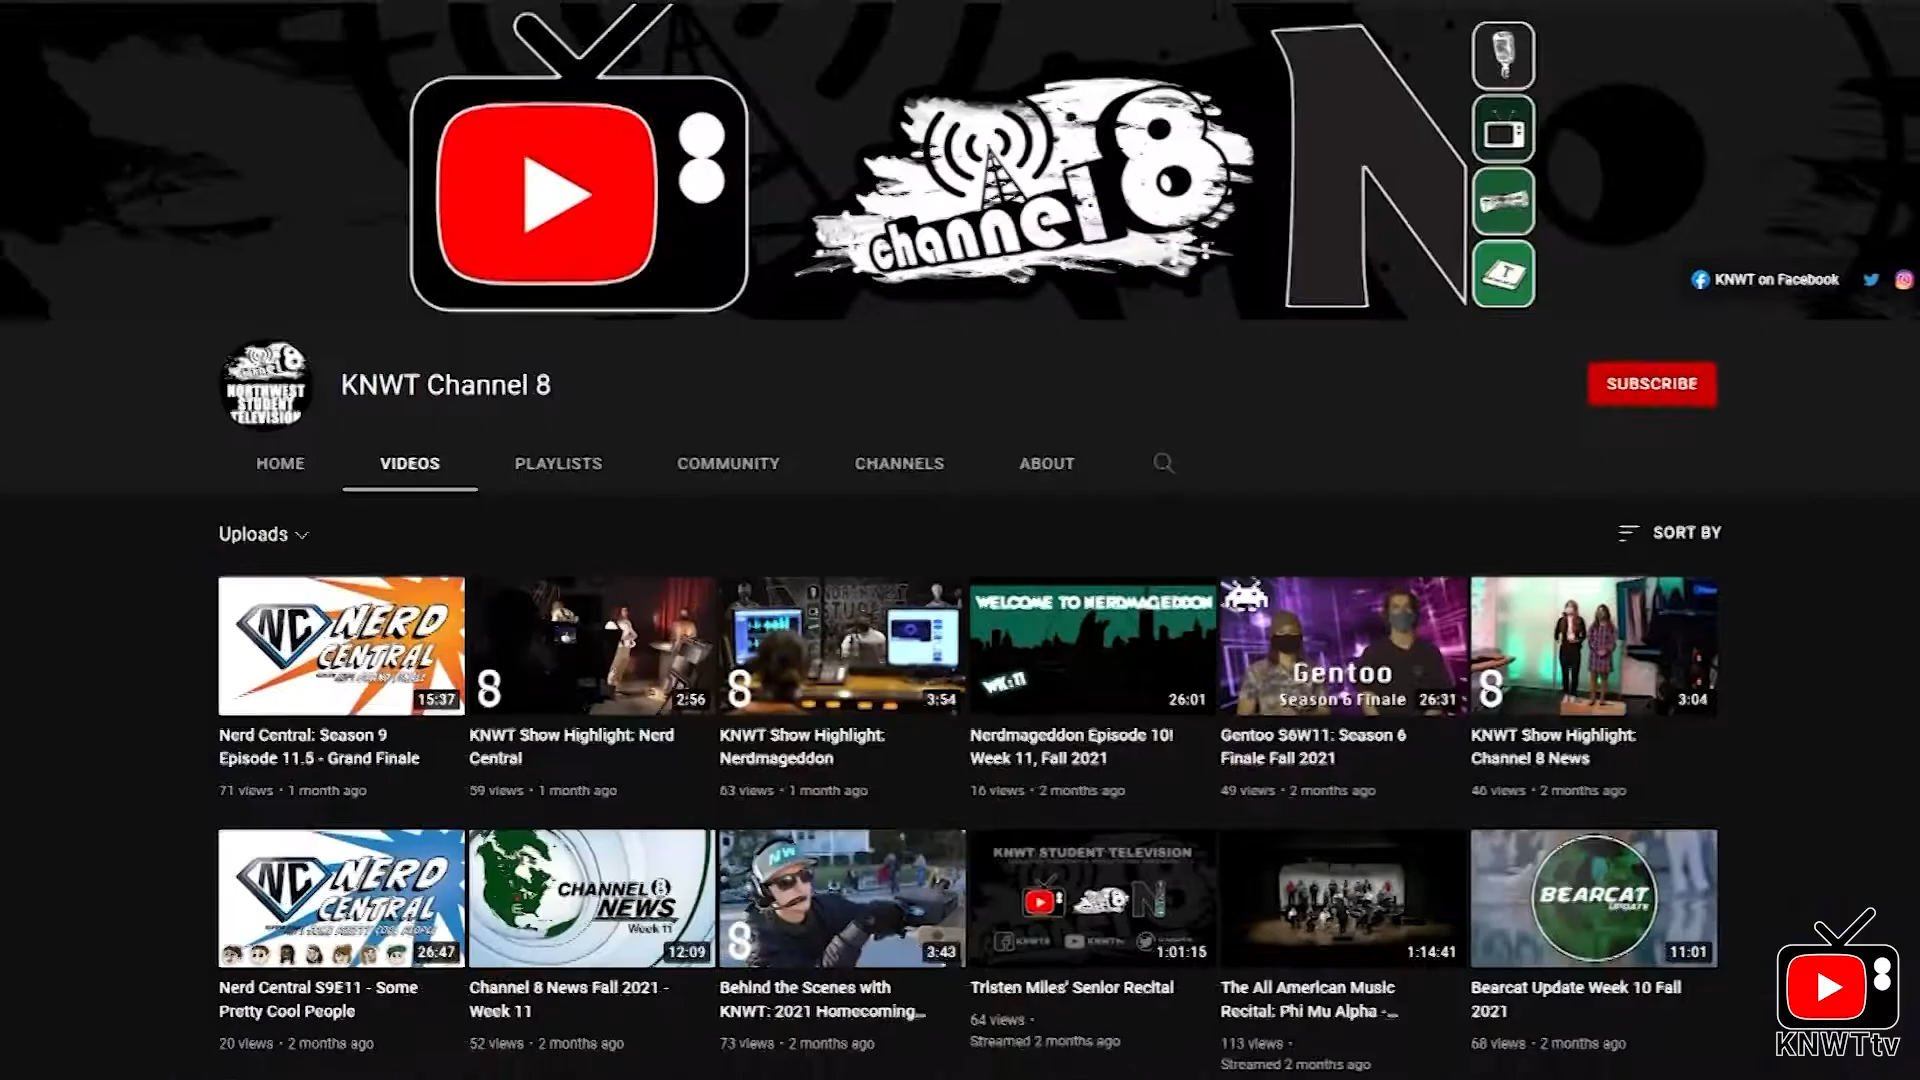 channel 8
N
T
KNWT on Facebook
NORTHWEST
STUDENT
TELEVISION
KNWT Channel 8
SUBSCRIBE
HOME
VIDEOS
PLAYLISTS
COMMUNITY
CHANNELS
ABOUT
Uploads
SORT BY
NC NERD
CENTRAL
15:37
8
2:56
8
3:54
WELCOME TO NERDMAGEDDON
WK:11
26:01
Gentoo
Season 6 Finale
26:31
8
3:04
Nerd Central: Season 9
Episode 11.5 - Grand Finale
71 views • 1 month ago
KNWT Show Highlight: Nerd
Central
59 views • 1 month ago
KNWT Show Highlight:
Nerdmageddon
63 views • 1 month ago
Nerdmageddon Episode 10!
Week 11, Fall 2021
16 views • 2 months ago
Gentoo S6W11: Season 6
Finale Fall 2021
49 views • 2 months ago
KNWT Show Highlight:
Channel 8 News
46 views • 2 months ago
NC NERD
CENTRAL
26:47
CHANNEL 8
NEWS
Week 11
12:09
NW
8
3:43
KNWT STUDENT TELEVISION
1:01:15
1:14:41
BEARCAT
UPDATE
11:01
Nerd Central S9E11 - Some
Pretty Cool People
20 views • 2 months ago
Channel 8 News Fall 2021 -
Week 11
52 views • 2 months ago
Behind the Scenes with
KNWT: 2021 Homecoming...
73 views • 2 months ago
Tristen Miles' Senior Recital
64 views •
Streamed 2 months ago
The All American Music
Recital: Phi Mu Alpha -...
113 views •
Streamed 2 months ago
Bearcat Update Week 10 Fall
2021
68 views • 2 months ago
KNWTtv